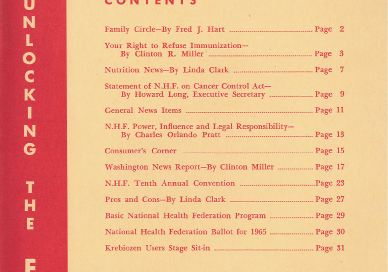 CONTENTS
Family Circle—By Fred J. Hart ........ Page 2
Your Right to Refuse Immunization—
By Clinton R. Miller ........ Page 3
Nutrition News—By Linda Clark ........ Page 7
Statement of N.H.F. on Cancer Control Act—
By Howard Long, Executive Secretary ........ Page 9
General News Items ........ Page 11
N.H.F. Power, Influence and Legal Responsibility—
By Charles Orlando Pratt ........ Page 13
Consumer's Corner ........ Page 15
Washington News Report—By Clinton Miller ........ Page 17
N.H.F. Tenth Annual Convention ........ Page 23
Pros and Cons—By Linda Clark ........ Page 27
Basic National Health Federation Program ........ Page 29
National Health Federation Ballot for 1965 ........ Page 30
Krebiozen Users Stage Sit-in ........ Page 31
UNLOCKING
THE